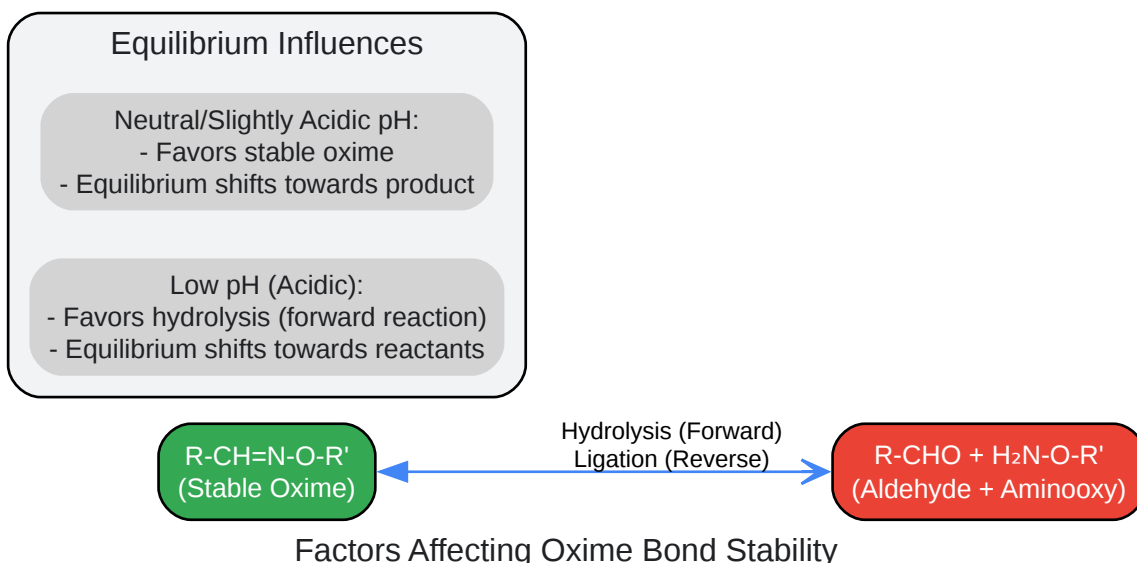 Equilibrium Influences
Neutral/Slightly Acidic pH:
- Favors stable oxime
- Equilibrium shifts towards product
Low pH (Acidic):
- Favors hydrolysis (forward reaction)
- Equilibrium shifts towards reactants
R-CH=N-O-R'
(Stable Oxime)
Hydrolysis (Forward)
Ligation (Reverse)
R-CHO + H₂N-O-R'
(Aldehyde + Aminooxy)
Factors Affecting Oxime Bond Stability